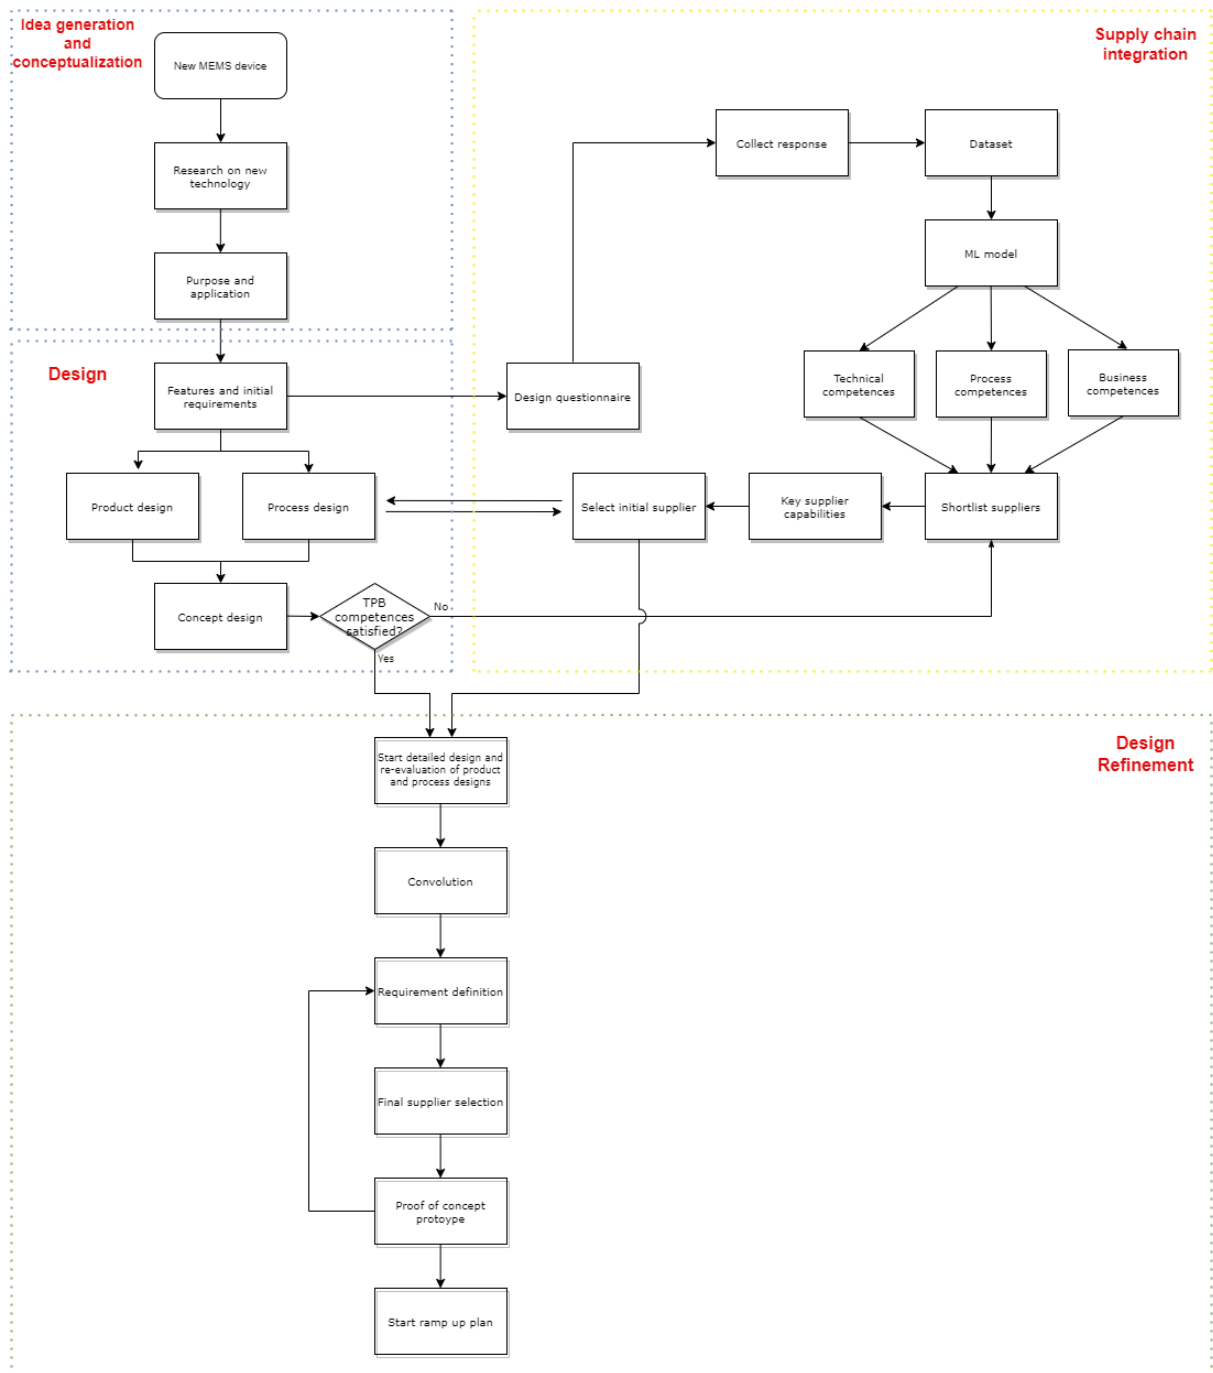 Idea generation
and
conceptualization
New MEMS device
Research on new
technology
Purpose and
application
Supply chain
integration
Collect response
Dataset
ML model
Technical
competences
Process
competences
Business
competences
Design
Features and initial
requirements
Design questionnaire
Product design
Process design
Select initial supplier
Key supplier
capabilities
Shortlist suppliers
Concept design
TPB
competences
satisfied?
No
Yes
Design
Refinement
Start detailed design and
re-evaluation of product
and process designs
Convolution
Requirement definition
Final supplier selection
Proof of concept
protoype
Start ramp up plan